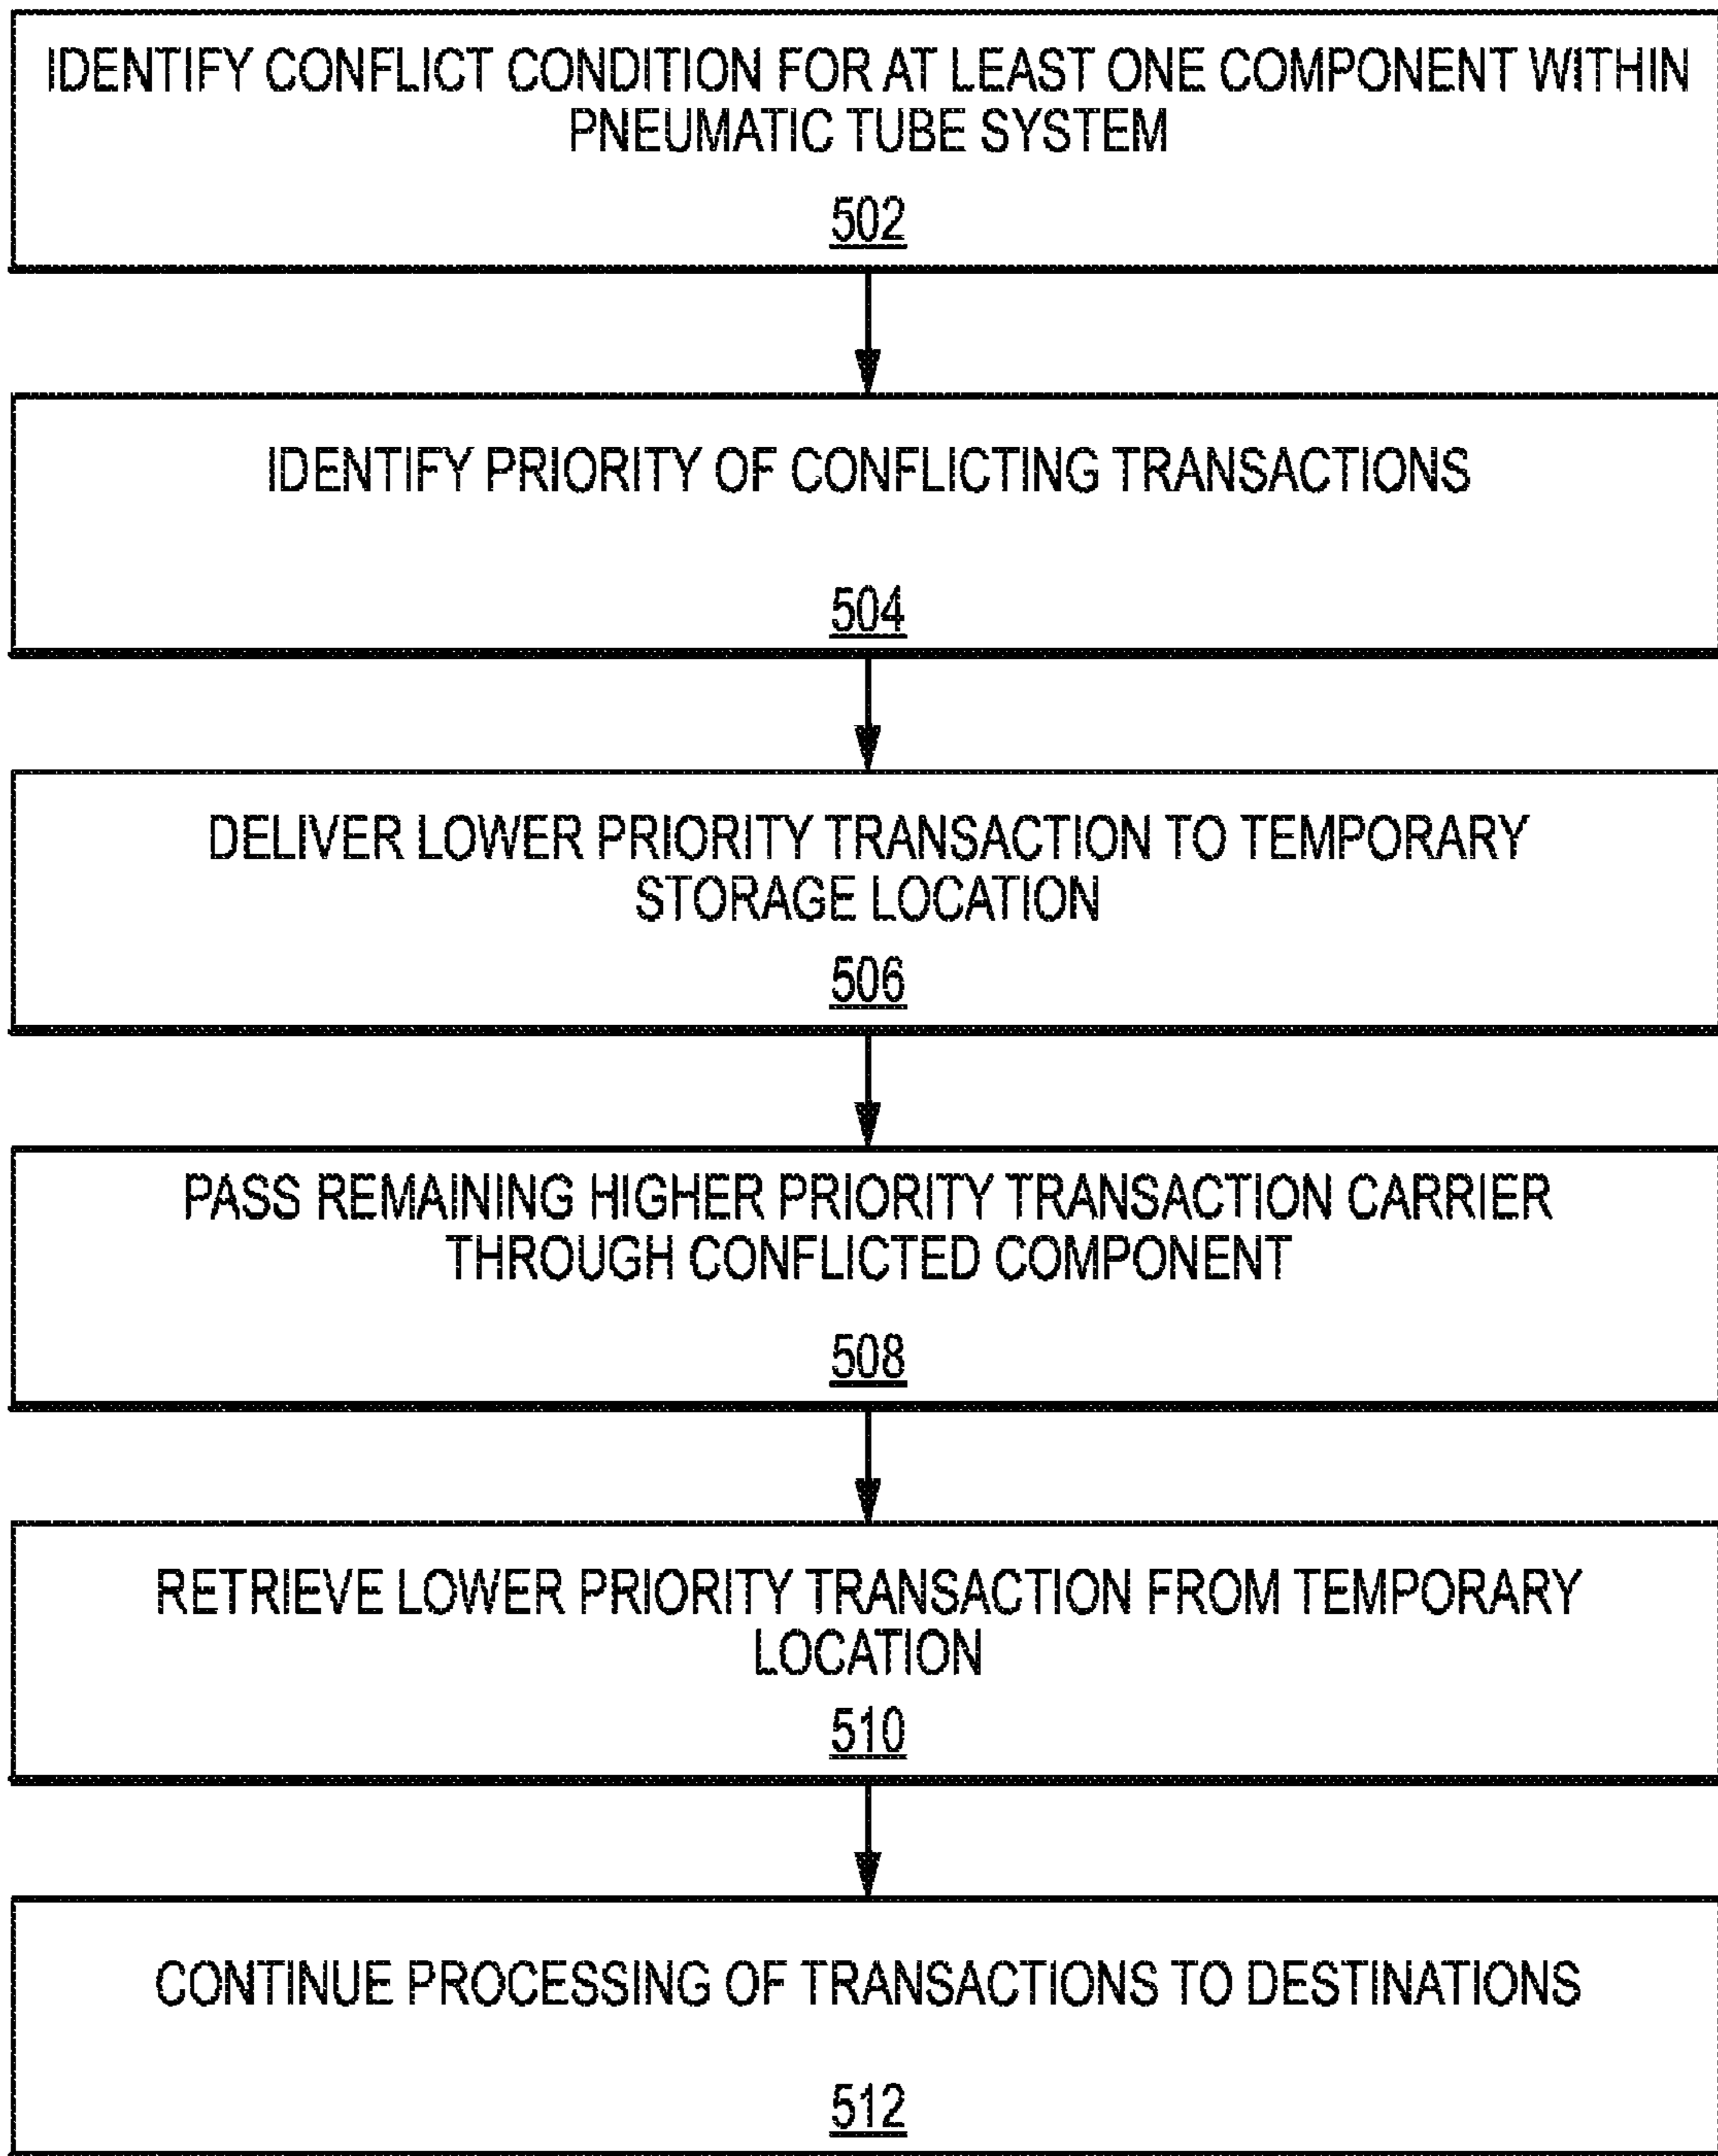 IDENTIFY CONFLICT CONDITION FOR AT LEAST ONE COMPONENT WITHIN
PNEUMATIC TUBE SYSTEM
502
IDENTIFY PRIORITY OF CONFLICTING TRANSACTIONS
504
DELIVER LOWER PRIORITY TRANSACTION TO TEMPORARY
STORAGE LOCATION
506
PASS REMAINING HIGHER PRIORITY TRANSACTION CARRIER
THROUGH CONFLICTED COMPONENT
508
RETRIEVE LOWER PRIORITY TRANSACTION FROM TEMPORARY
LOCATION
510
CONTINUE PROCESSING OF TRANSACTIONS TO DESTINATIONS
512